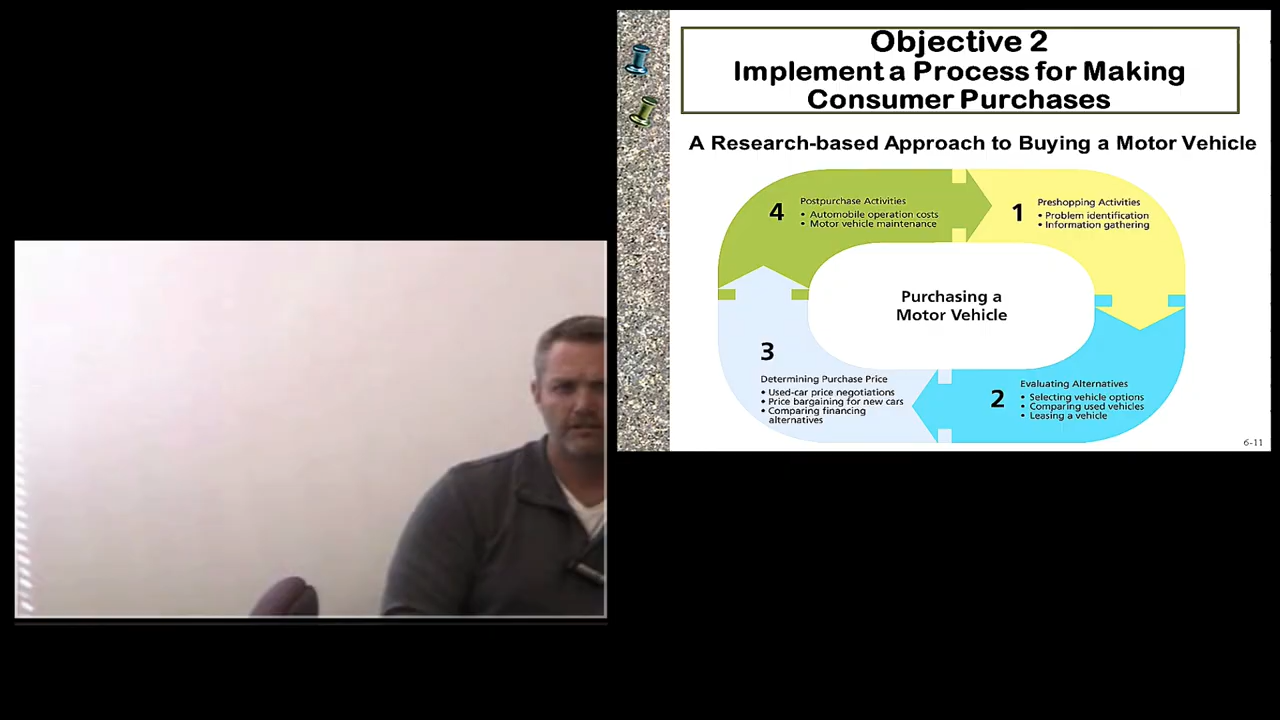 Objective 2
Implement a Process for Making
Consumer Purchases
A Research-based Approach to Buying a Motor Vehicle
4
Postpurchase Activities
• Automobile operation costs
• Motor vehicle maintenance
1
Preshopping Activities
• Problem identification
• Information gathering
Purchasing a
Motor Vehicle
3
Determining Purchase Price
• Used-car price negotiations
• Price bargaining for new cars
• Comparing financing
alternatives
2
Evaluating Alternatives
• Selecting vehicle options
• Comparing used vehicles
• Leasing a vehicle
6-11